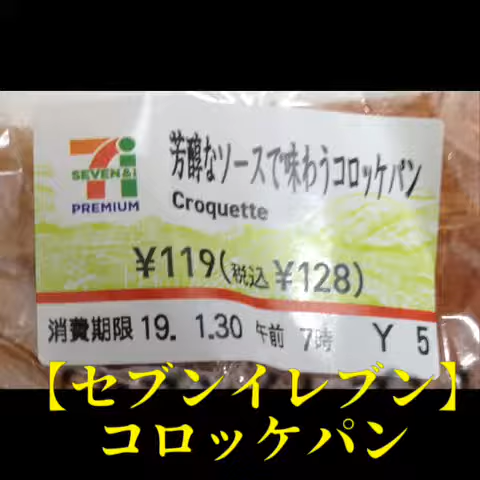 芳醇なソースで味わうコロッケパン
SEVEN&i
PREMIUM
Croquette
¥119(税込¥128)
消費期限19. 1.30 午前 7時 Y 5
【セブンイレブン】
コロッケパン